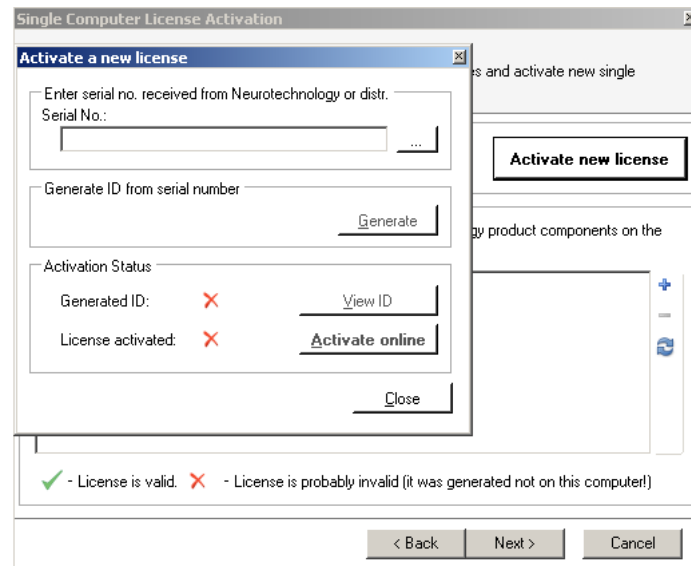 Single Computer License Activation
Activate a new license
es and activate new single
Enter serial no. received from Neurotechnology or distr.
Serial No.:
...
Activate new license
Generate ID from serial number
Generate
gy product components on the
Activation Status
Generated ID:
View ID
License activated:
Activate online
Close
- License is valid. - License is probably invalid (it was generated not on this computer!)
< Back Next > Cancel